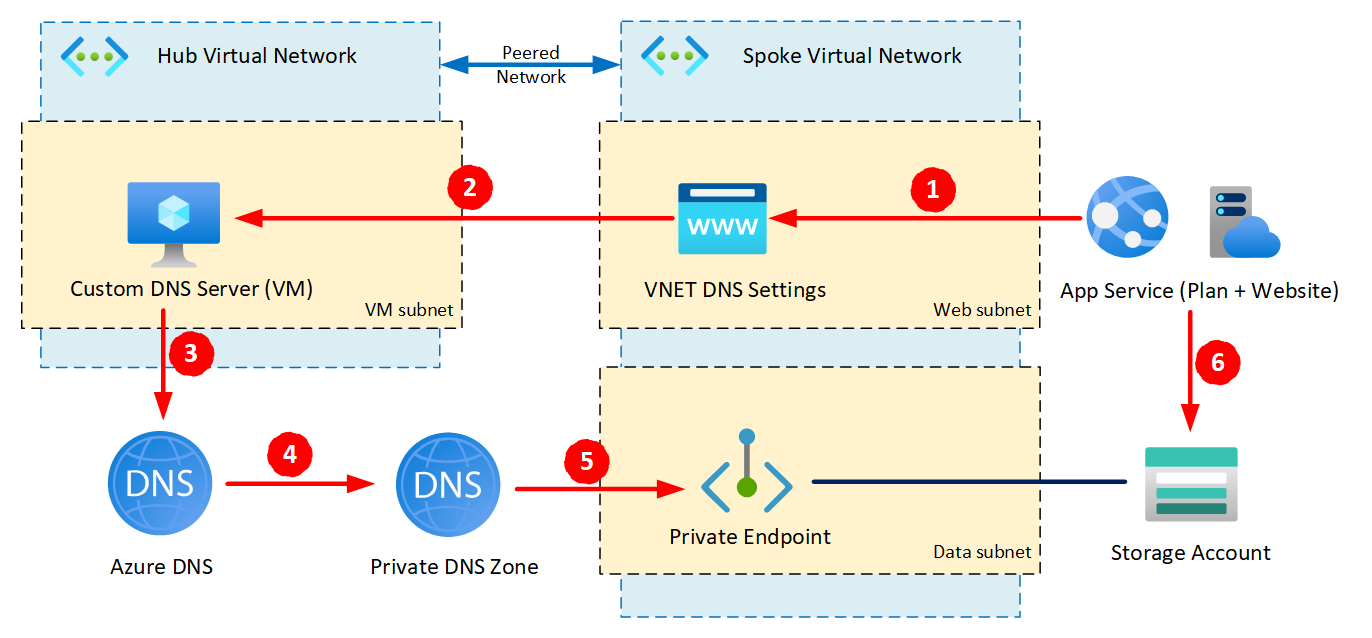 Hub Virtual Network
Peered
Network
Spoke Virtual Network
2
1
WWW
Custom DNS Server (VM)
VM subnet
VNET DNS Settings
Web subnet
App Service (Plan + Website)
3
6
4
5
DNS
DNS
Private Endpoint
Data subnet
Azure DNS
Private DNS Zone
Storage Account